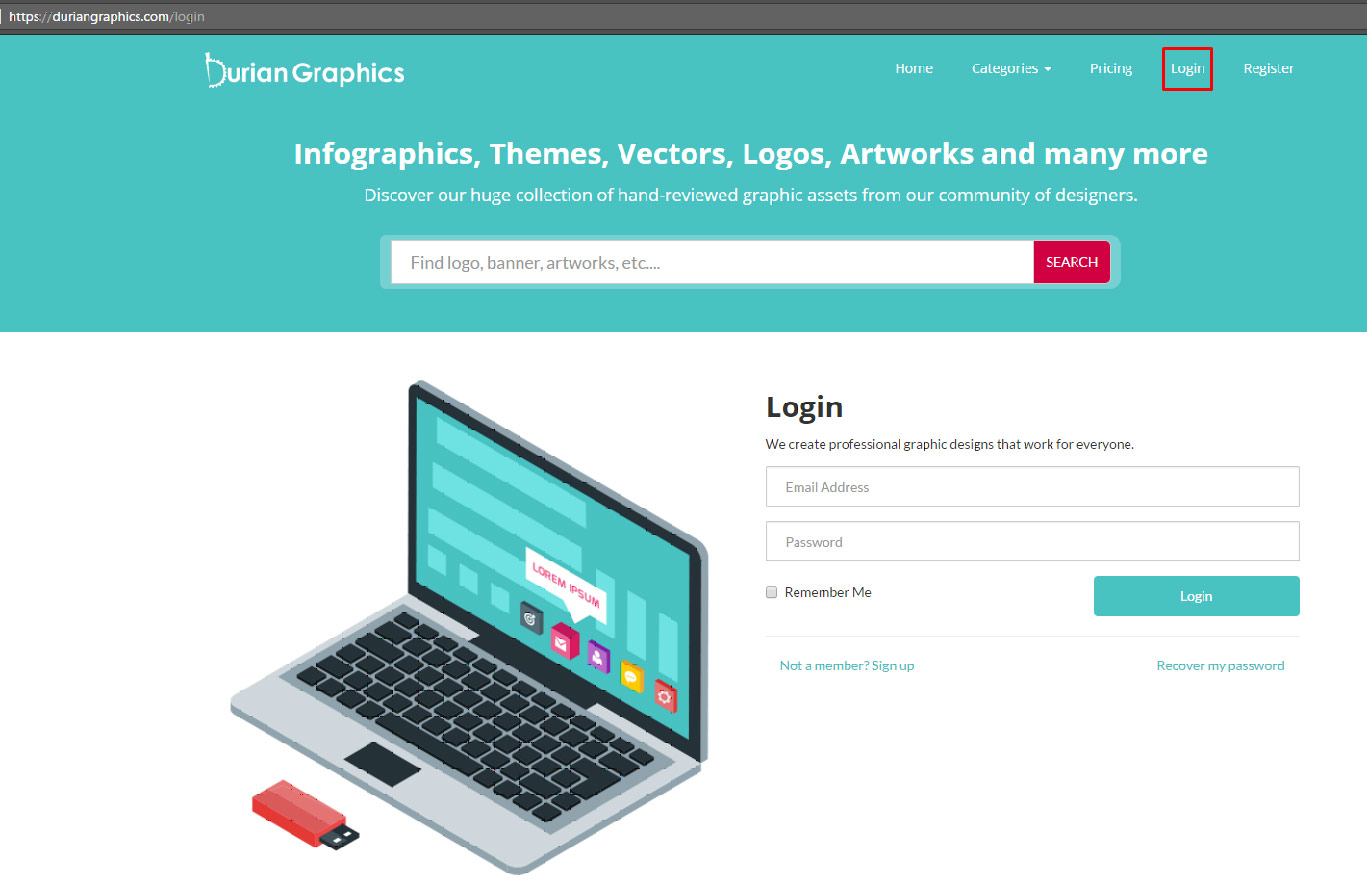 https://duriangraphics.com/login
Durian Graphics
Home Categories Pricing Login Register
Infographics, Themes, Vectors, Logos, Artworks and many more
Discover our huge collection of hand-reviewed graphic assets from our community of designers.
Find logo, banner, artworks, etc.... SEARCH
Login
We create professional graphic designs that work for everyone.
Email Address
Password
Remember Me Login
Not a member? Sign up Recover my password
LOREM IPSUM